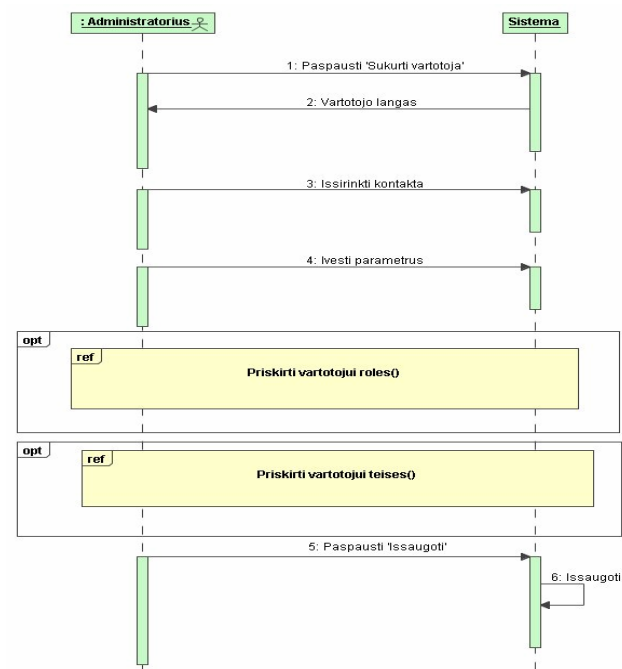 : Administratorius
Sistema
1: Paspausti 'Sukurti vartotoja'
2: Vartotojo langas
3: Issirinkti kontakta
4: Ivesti parametrus
opt
ref
Priskirti vartotojui roles()
opt
ref
Priskirti vartotojui teises()
5: Paspausti 'Issaugoti'
6: Issaugoti